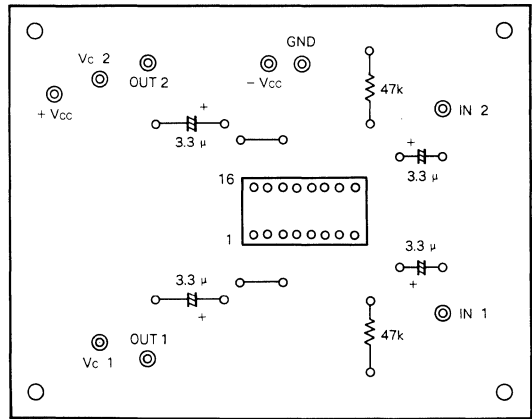 GND
Vc 2
OUT 2
+ Vcc
- Vcc
47k
IN 2
+
3.3 μ
+
3.3 μ
16
1
3.3 μ
+
3.3 μ
+
IN 1
47k
OUT 1
Vc 1